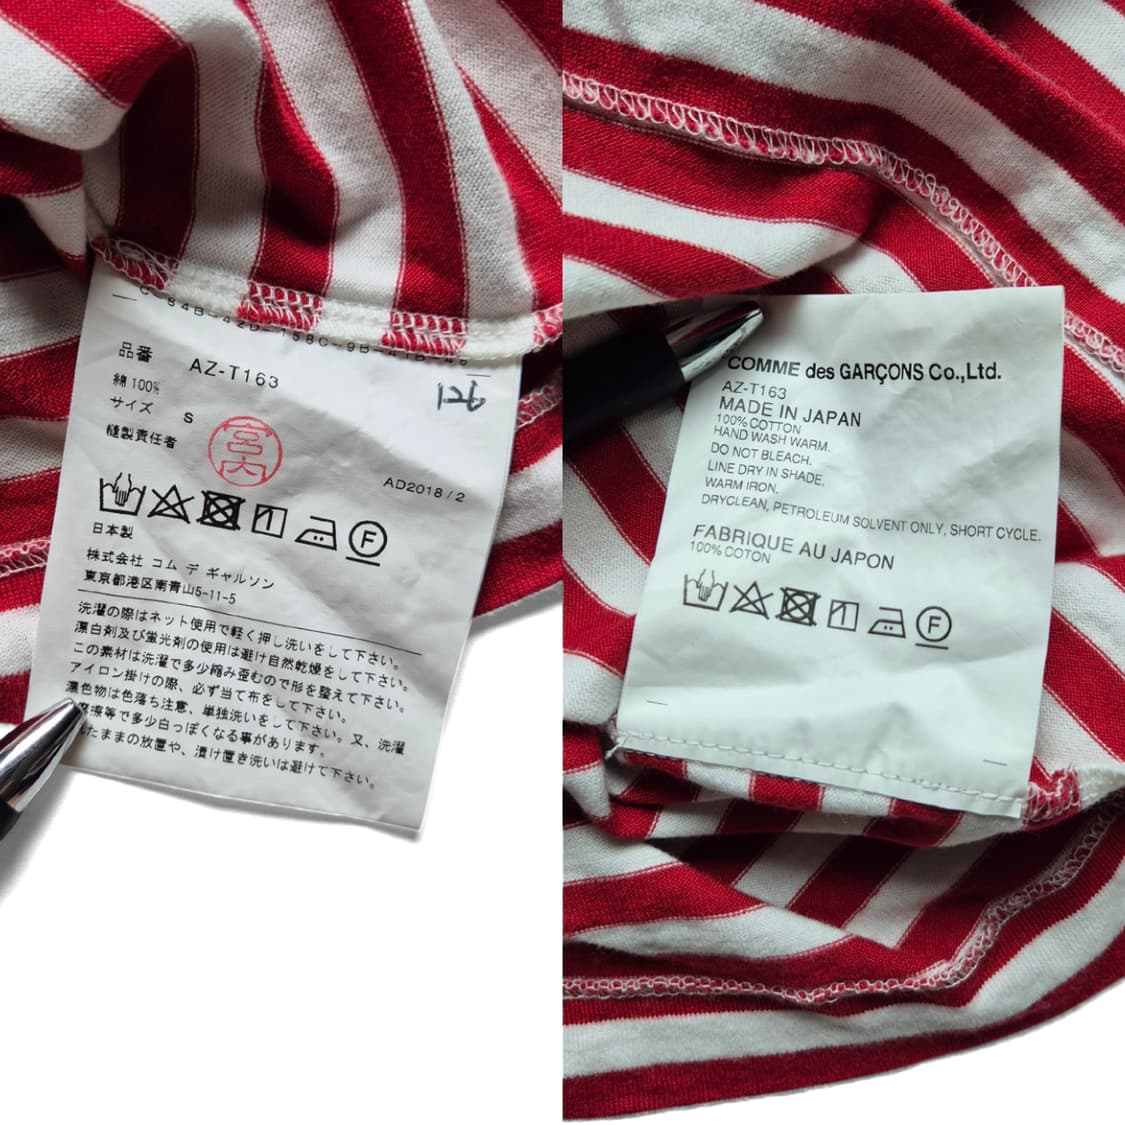 品番 AZ-T163
綿 100%
サイズ S
縫製責任者
宮内
126
AD2018/2
F
日本製
株式会社 コム デ ギャルソン
東京都港区南青山5-11-5
洗濯の際はネット使用で軽く押し洗いをして下さい。
漂白剤及び蛍光剤の使用は避け自然乾燥をして下さい。
この素材は洗濯で多少縮み歪むので形を整えて下さい。
アイロン掛けの際、必ず当て布をして下さい。
濃色物は色落ち注意、単独洗いをして下さい。又、洗濯
擦等で多少白っぽくなる事があります。
たままの放置や、漬け置き洗いは避けて下さい。
COMME des GARÇONS Co.,Ltd.
AZ-T163
MADE IN JAPAN
100% COTTON
HAND WASH WARM.
DO NOT BLEACH.
LINE DRY IN SHADE.
WARM IRON.
DRYCLEAN, PETROLEUM SOLVENT ONLY, SHORT CYCLE.
FABRIQUE AU JAPON
100% COTON
F